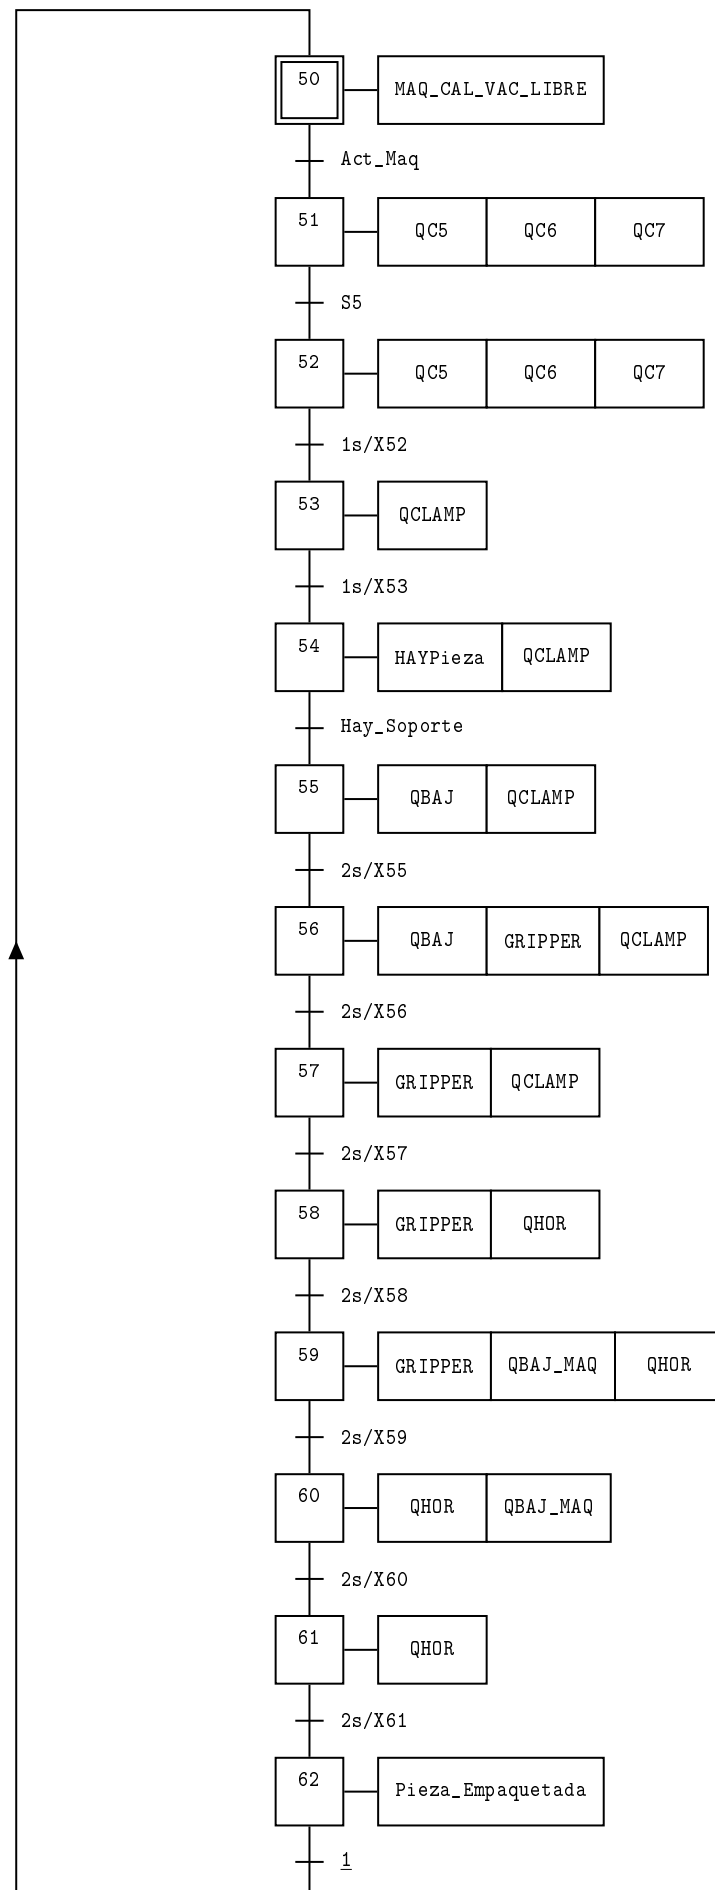 50 MAQ_CAL_VAC_LIBRE
Act_Maq
51 QC5 QC6 QC7
S5
52 QC5 QC6 QC7
1s/X52
53 QCLAMP
1s/X53
54 HAYPieza QCLAMP
Hay_Soporte
55 QBAJ QCLAMP
2s/X55
56 QBAJ GRIPPER QCLAMP
2s/X56
57 GRIPPER QCLAMP
2s/X57
58 GRIPPER QHOR
2s/X58
59 GRIPPER QBAJ_MAQ QHOR
2s/X59
60 QHOR QBAJ_MAQ
2s/X60
61 QHOR
2s/X61
62 Pieza_Empaquetada
1